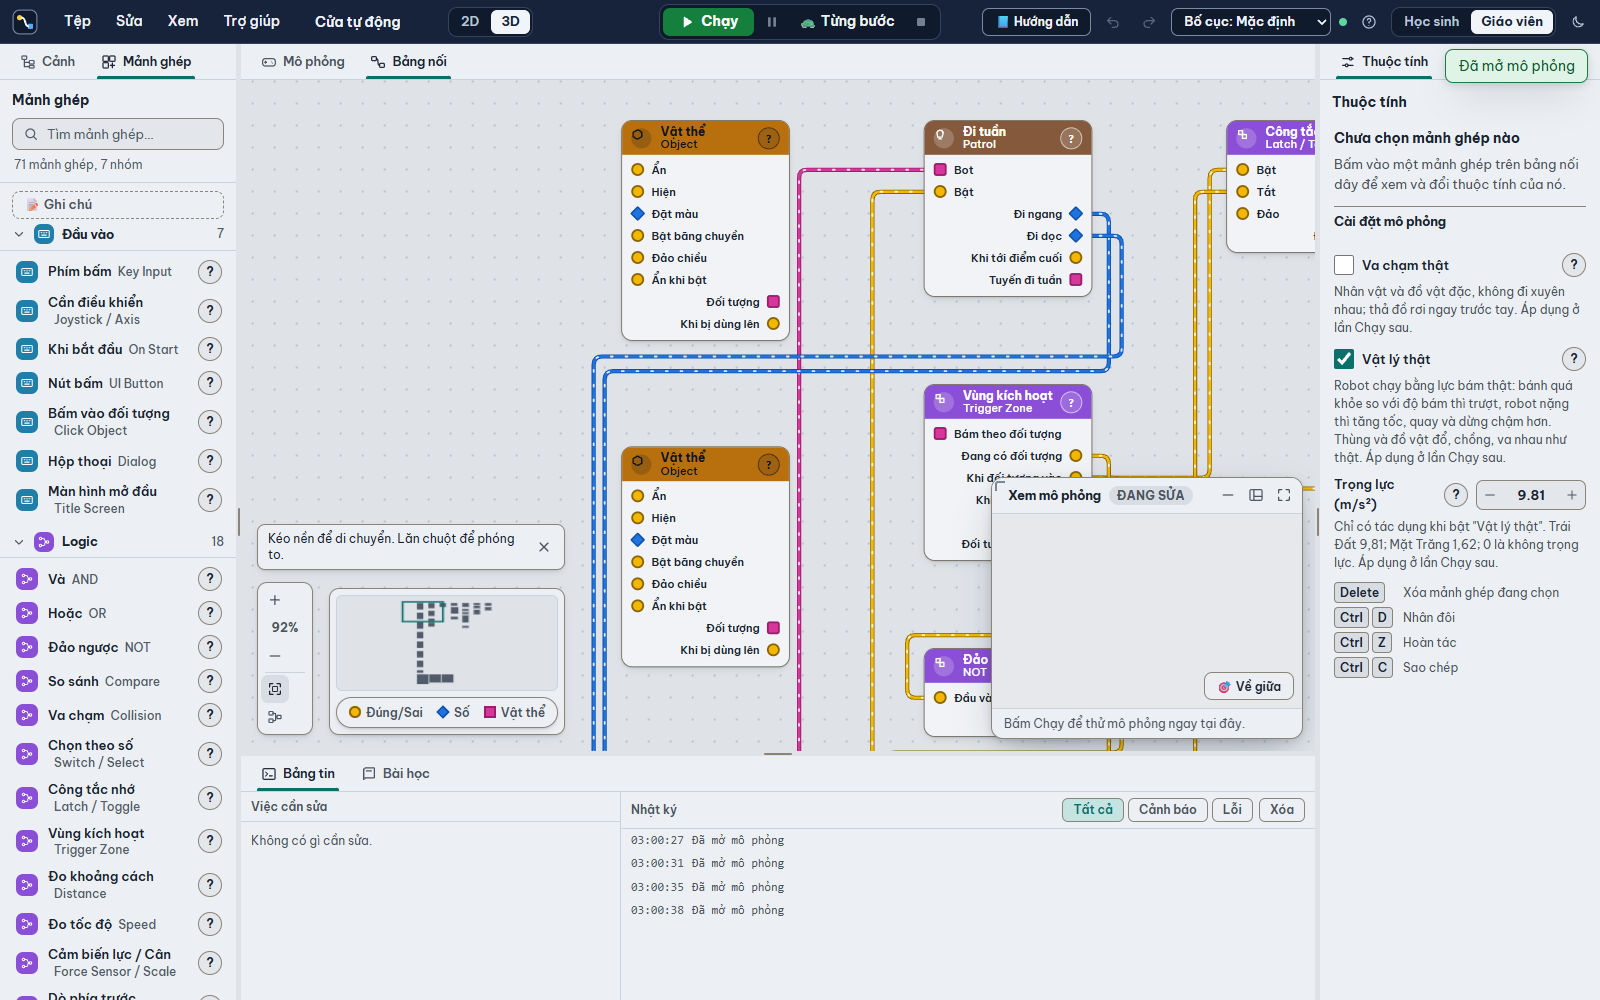 Tệp Sửa Xem Trợ giúp Cửa tự động 2D 3D Chạy Từng bước Hướng dẫn Bố cục: Mặc định Học sinh Giáo viên
Cảnh Mảnh ghép
Mảnh ghép
Tìm mảnh ghép...
71 mảnh ghép, 7 nhóm
Ghi chú
Đầu vào 7
Phím bấm Key Input ?
Cần điều khiển
Joystick / Axis ?
Khi bắt đầu On Start ?
Nút bấm UI Button ?
Bấm vào đối tượng
Click Object ?
Hộp thoại Dialog ?
Màn hình mở đầu
Title Screen ?
Logic 18
Và AND ?
Hoặc OR ?
Đảo ngược NOT ?
So sánh Compare ?
Va chạm Collision ?
Chọn theo số
Switch / Select ?
Công tắc nhớ
Latch / Toggle ?
Vùng kích hoạt
Trigger Zone ?
Đo khoảng cách
Distance ?
Đo tốc độ Speed ?
Cảm biến lực / Cân
Force Sensor / Scale ?
Dò phía trước
Mô phỏng Bảng nối
Vật thể
Object ?
Ẩn
Hiện
Đặt màu
Bật băng chuyền
Đảo chiều
Ẩn khi bật
Đối tượng
Khi bị dùng lên
Vật thể
Object ?
Ẩn
Hiện
Đặt màu
Bật băng chuyền
Đảo chiều
Ẩn khi bật
Đối tượng
Khi bị dùng lên
Đi tuần
Patrol ?
Bot
Bật
Đi ngang
Đi dọc
Khi tới điểm cuối
Tuyến đi tuần
Vùng kích hoạt
Trigger Zone ?
Bám theo đối tượng
Đang có đối tượng
Khi đối tượng vào
Khi
Đối tư
Đảo
NOT
Đầu và
Công tắc
Latch / T
Bật
Tắt
Đảo
Kéo nền để di chuyển. Lăn chuột để phóng
to.
92%
Đúng/Sai Số Vật thể
Xem mô phỏng ĐANG SỬA
Về giữa
Bấm Chạy để thử mô phỏng ngay tại đây.
Bảng tin Bài học
Việc cần sửa
Không có gì cần sửa.
Nhật ký Tất cả Cảnh báo Lỗi Xóa
03:00:27 Đã mở mô phỏng
03:00:31 Đã mở mô phỏng
03:00:35 Đã mở mô phỏng
03:00:38 Đã mở mô phỏng
Thuộc tính
Đã mở mô phỏng
Thuộc tính
Chưa chọn mảnh ghép nào
Bấm vào một mảnh ghép trên bảng nối
dây để xem và đổi thuộc tính của nó.
Cài đặt mô phỏng
Va chạm thật ?
Nhân vật và đồ vật đặc, không đi xuyên
nhau; thả đồ rơi ngay trước tay. Áp dụng ở
lần Chạy sau.
Vật lý thật ?
Robot chạy bằng lực bám thật: bánh quá
khỏe so với độ bám thì trượt, robot nặng
thì tăng tốc, quay và dừng chậm hơn.
Thùng và đồ vật đổ, chồng, va nhau như
thật. Áp dụng ở lần Chạy sau.
Trọng lực
(m/s²) ? − 9.81 +
Chỉ có tác dụng khi bật "Vật lý thật". Trái
Đất 9,81; Mặt Trăng 1,62; 0 là không trọng
lực. Áp dụng ở lần Chạy sau.
Delete Xóa mảnh ghép đang chọn
Ctrl D Nhân đôi
Ctrl Z Hoàn tác
Ctrl C Sao chép